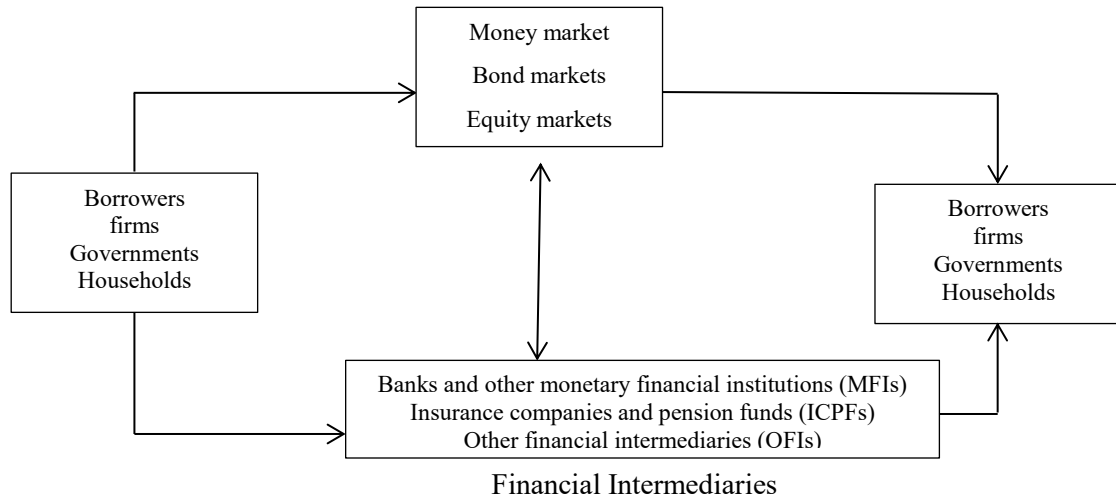 Money market
Bond markets
Equity markets
Borrowers
firms
Governments
Households
Borrowers
firms
Governments
Households
Banks and other monetary financial institutions (MFIs)
Insurance companies and pension funds (ICPFs)
Other financial intermediaries (OFIs)
Financial Intermediaries